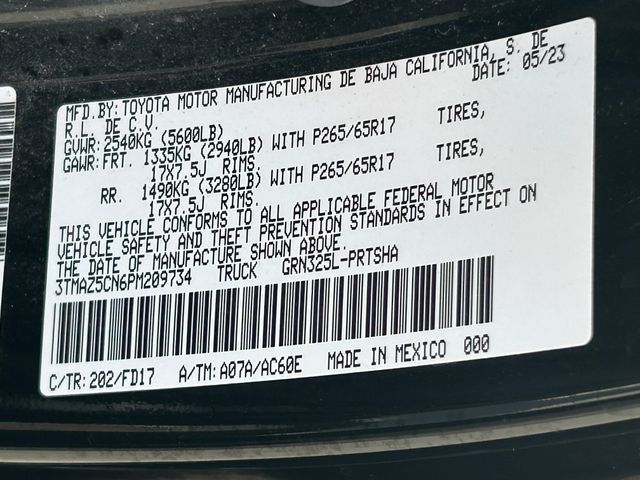 MFD.BY: TOYOTA MOTOR MANUFACTURING DE BAJA CALIFORNIA, S. DE
R.L. DE C.V. DATE: 05/23
GVWR: 2540KG (5600LB)
GAWR: FRT. 1335KG (2940LB) WITH P265/65R17 TIRES,
17X7.5J RIMS.
RR. 1490KG (3280LB) WITH P265/65R17 TIRES,
17X7.5J RIMS.
THIS VEHICLE CONFORMS TO ALL APPLICABLE FEDERAL MOTOR
VEHICLE SAFETY AND THEFT PREVENTION STANDARDS IN EFFECT ON
THE DATE OF MANUFACTURE SHOWN ABOVE.
3TMAZ5CN6PM209734 TRUCK GRN325L-PRTSHA
C/TR: 202/FD17 A/TM: A07A/AC60E MADE IN MEXICO 000